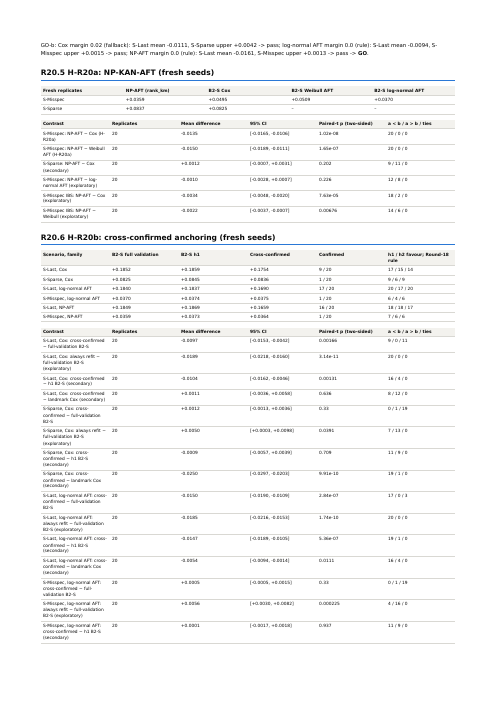 GO-b: Cox margin 0.02 (fallback): S-Last mean -0.0111, S-Sparse upper +0.0042 -> pass; log-normal AFT margin 0.0 (rule): S-Last mean -0.0094, S-
Misspec upper +0.0015 -> pass; NP-AFT margin 0.0 (rule): S-Last mean -0.0161, S-Misspec upper +0.0013 -> pass -> GO.
R20.5 H-R20a: NP-KAN-AFT (fresh seeds)
Fresh replicates NP-AFT (rank_km) B2-S Cox B2-S Weibull AFT B2-S log-normal AFT
S-Misspec +0.0359 +0.0495 +0.0509 +0.0370
S-Sparse +0.0837 +0.0825 – –
Contrast Replicates Mean difference 95% CI Paired-t p (two-sided) a < b / a > b / ties
S-Misspec: NP-AFT − Cox (H-
R20a) 20 -0.0135 [-0.0165, -0.0106] 1.02e-08 20 / 0 / 0
S-Misspec: NP-AFT − Weibull
AFT (H-R20a) 20 -0.0150 [-0.0189, -0.0111] 1.65e-07 20 / 0 / 0
S-Sparse: NP-AFT − Cox
(secondary) 20 +0.0012 [-0.0007, +0.0031] 0.202 9 / 11 / 0
S-Misspec: NP-AFT − log-
normal AFT (exploratory) 20 -0.0010 [-0.0028, +0.0007] 0.226 12 / 8 / 0
S-Misspec IBS: NP-AFT − Cox
(exploratory) 20 -0.0034 [-0.0048, -0.0020] 7.63e-05 18 / 2 / 0
S-Misspec IBS: NP-AFT −
Weibull (exploratory) 20 -0.0022 [-0.0037, -0.0007] 0.00676 14 / 6 / 0
R20.6 H-R20b: cross-confirmed anchoring (fresh seeds)
Scenario, family B2-S full validation B2-S h1 Cross-confirmed Confirmed h1 / h2 favour; Round-18
rule
S-Last, Cox +0.1852 +0.1859 +0.1754 9 / 20 17 / 15 / 14
S-Sparse, Cox +0.0825 +0.0845 +0.0836 1 / 20 9 / 6 / 9
S-Last, log-normal AFT +0.1840 +0.1837 +0.1690 17 / 20 20 / 17 / 20
S-Misspec, log-normal AFT +0.0370 +0.0374 +0.0375 1 / 20 6 / 4 / 6
S-Last, NP-AFT +0.1849 +0.1869 +0.1659 16 / 20 18 / 18 / 17
S-Misspec, NP-AFT +0.0359 +0.0373 +0.0364 1 / 20 7 / 6 / 6
Contrast Replicates Mean difference 95% CI Paired-t p (two-sided) a < b / a > b / ties
S-Last, Cox: cross-confirmed
− full-validation B2-S 20 -0.0097 [-0.0153, -0.0042] 0.00166 9 / 0 / 11
S-Last, Cox: always refit −
full-validation B2-S
(exploratory) 20 -0.0189 [-0.0218, -0.0160] 3.14e-11 20 / 0 / 0
S-Last, Cox: cross-confirmed
− h1 B2-S (secondary) 20 -0.0104 [-0.0162, -0.0046] 0.00131 16 / 4 / 0
S-Last, Cox: cross-confirmed
− landmark Cox (secondary) 20 +0.0011 [-0.0036, +0.0058] 0.636 8 / 12 / 0
S-Sparse, Cox: cross-
confirmed − full-validation
B2-S 20 +0.0012 [-0.0013, +0.0036] 0.33 0 / 1 / 19
S-Sparse, Cox: always refit −
full-validation B2-S
(exploratory) 20 +0.0050 [+0.0003, +0.0098] 0.0391 7 / 13 / 0
S-Sparse, Cox: cross-
confirmed − h1 B2-S
(secondary) 20 -0.0009 [-0.0057, +0.0039] 0.709 11 / 9 / 0
S-Sparse, Cox: cross-
confirmed − landmark Cox
(secondary) 20 -0.0250 [-0.0297, -0.0203] 9.91e-10 19 / 1 / 0
S-Last, log-normal AFT: cross-
confirmed − full-validation
B2-S 20 -0.0150 [-0.0190, -0.0109] 2.84e-07 17 / 0 / 3
S-Last, log-normal AFT:
always refit − full-validation
B2-S (exploratory) 20 -0.0185 [-0.0216, -0.0153] 1.74e-10 20 / 0 / 0
S-Last, log-normal AFT: cross-
confirmed − h1 B2-S
(secondary) 20 -0.0147 [-0.0189, -0.0105] 5.36e-07 19 / 1 / 0
S-Last, log-normal AFT: cross-
confirmed − landmark Cox
(secondary) 20 -0.0054 [-0.0094, -0.0014] 0.0111 16 / 4 / 0
S-Misspec, log-normal AFT:
cross-confirmed − full-
validation B2-S 20 +0.0005 [-0.0005, +0.0015] 0.33 0 / 1 / 19
S-Misspec, log-normal AFT:
always refit − full-validation
B2-S (exploratory) 20 +0.0056 [+0.0030, +0.0082] 0.000225 4 / 16 / 0
S-Misspec, log-normal AFT:
cross-confirmed − h1 B2-S
(secondary) 20 +0.0001 [-0.0017, +0.0018] 0.937 11 / 9 / 0